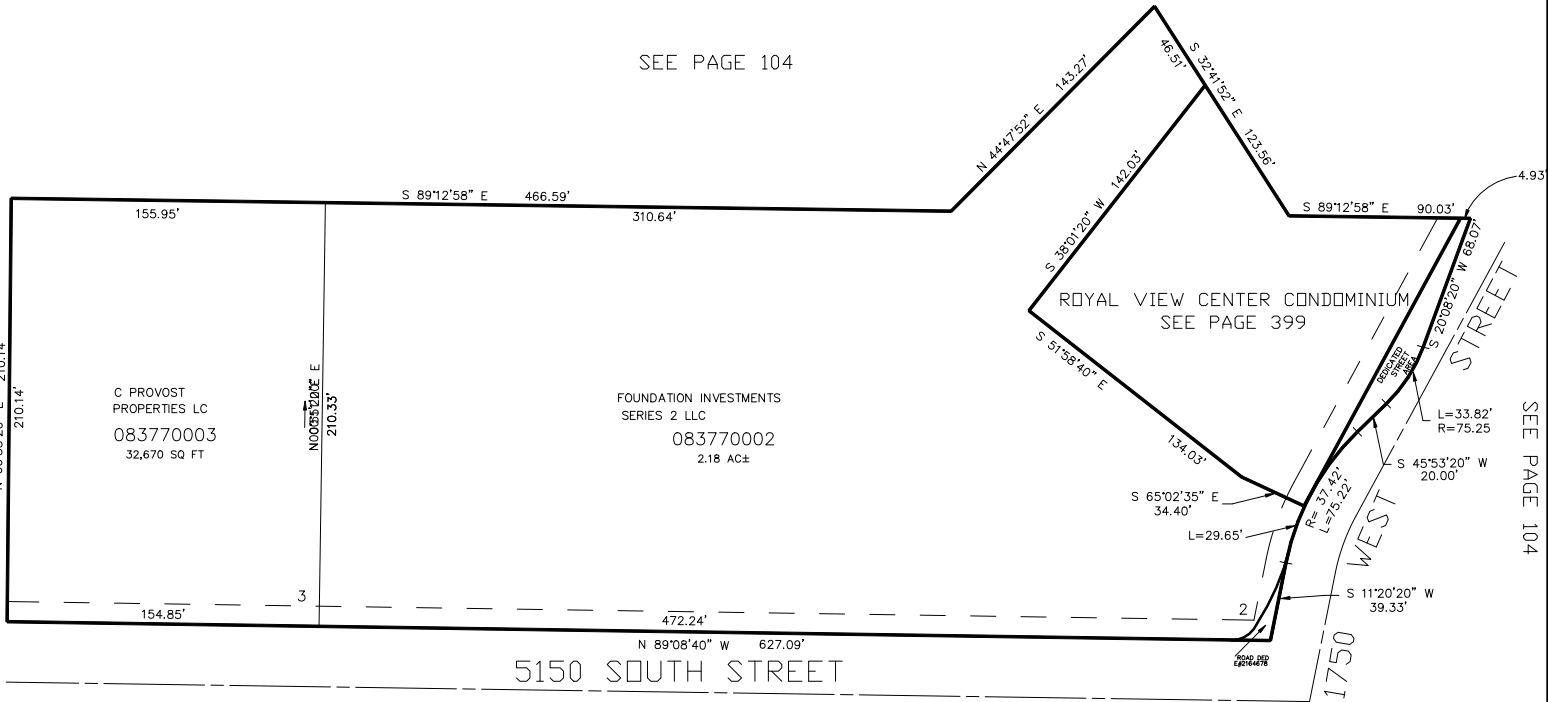 SEE PAGE 104
N 44°47'52" E 143.27'
46.51'
S 32°41'52" E 123.56'
S 38°01'20" W 142.03'
4.93'
S 89°12'58" E 466.59'
155.95'
310.64'
S 89°12'58" E 90.03'
S 20°08'20" W 68.07'
ROYAL VIEW CENTER CONDOMINIUM
SEE PAGE 399
STREET
DEDICATED
STREET
AREA
S 51°58'40" E
134.03'
210.14'
C PROVOST
PROPERTIES LC
083770003
32,670 SQ FT
210.33'
FOUNDATION INVESTMENTS
SERIES 2 LLC
083770002
2.18 AC±
L=33.82'
R=75.25
S 45°53'20" W
20.00'
SEE PAGE 104
S 65°02'35" E
34.40'
R= 37.42'
L=75.22'
L=29.65'
WEST
S 11°20'20" W
39.33'
3
2
154.85'
472.24'
N 89°08'40" W 627.09'
ROAD DED
E#2164678
5150 SOUTH STREET
1750